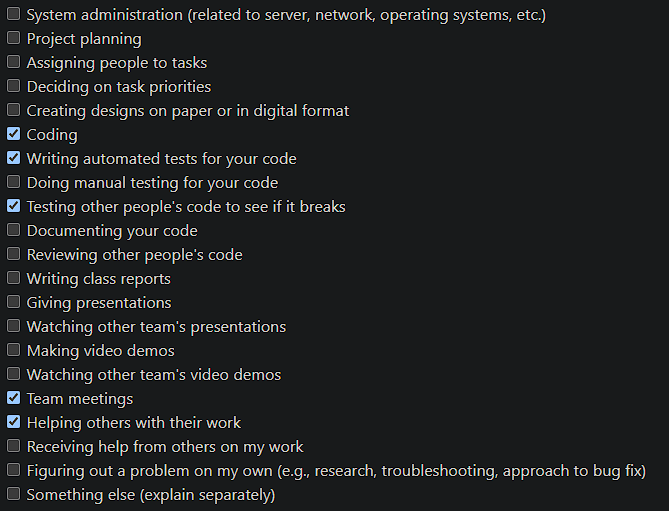 System administration (related to server, network, operating systems, etc.)
Project planning
Assigning people to tasks
Deciding on task priorities
Creating designs on paper or in digital format
Coding
Writing automated tests for your code
Doing manual testing for your code
Testing other people's code to see if it breaks
Documenting your code
Reviewing other people's code
Writing class reports
Giving presentations
Watching other team's presentations
Making video demos
Watching other team's video demos
Team meetings
Helping others with their work
Receiving help from others on my work
Figuring out a problem on my own (e.g., research, troubleshooting, approach to bug fix)
Something else (explain separately)